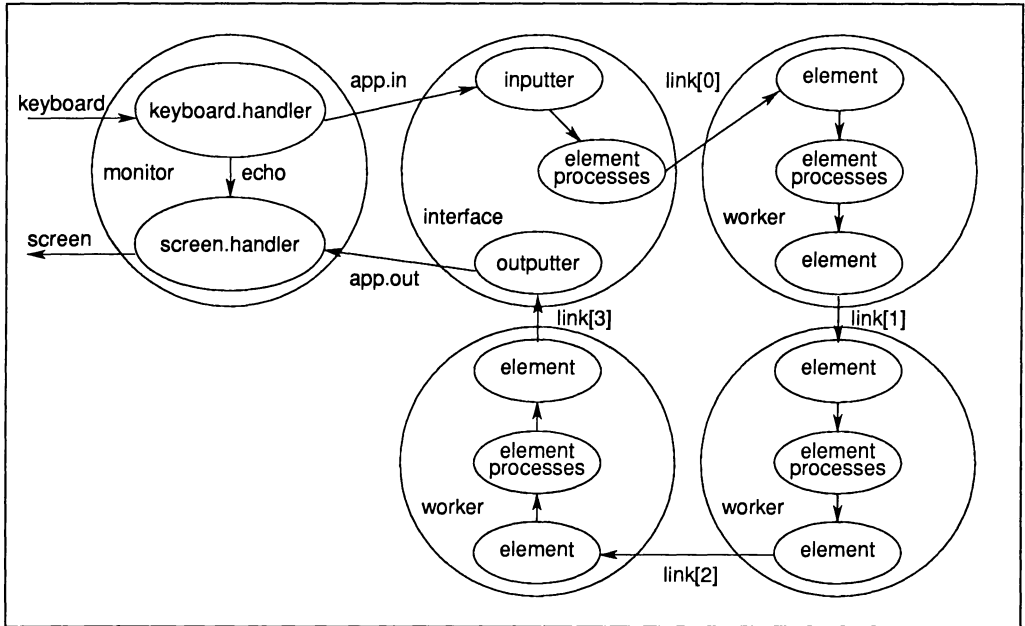 keyboard
keyboard.handler
monitor
echo
screen
screen.handler
app.in
app.out
inputter
element
processes
interface
outputter
link[0]
element
element
processes
worker
element
link[1]
element
element
processes
worker
element
link[2]
link[3]
element
element
processes
worker
element